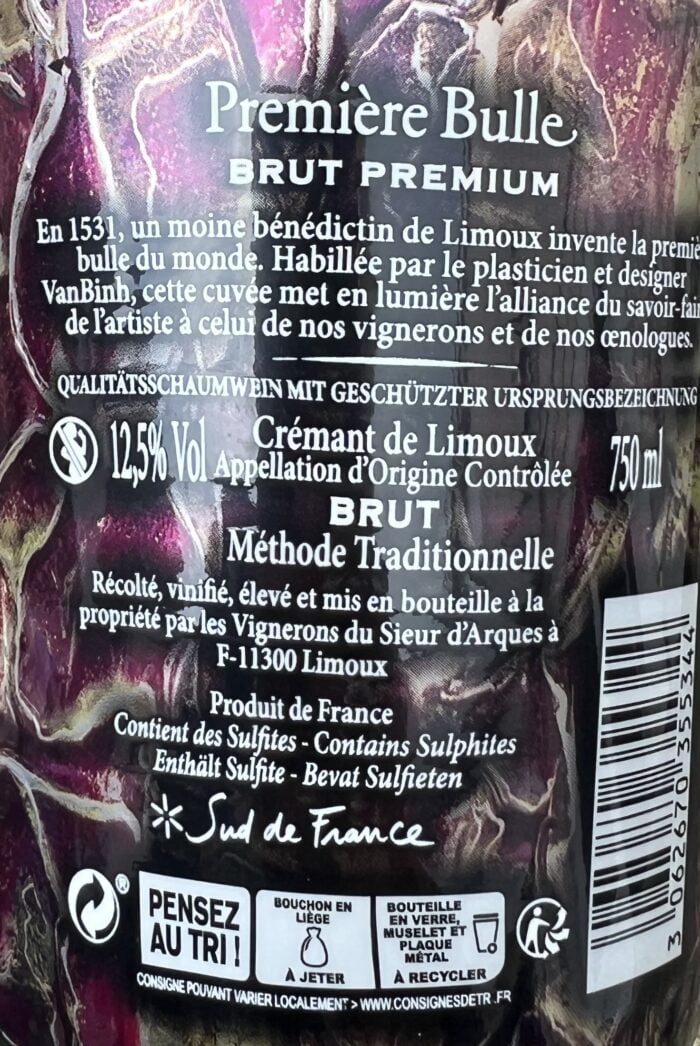 Première Bulle
BRUT PREMIUM
En 1531, un moine bénédictin de Limoux invente la premiè
bulle du monde. Habillée par le plasticien et designer
VanBinh, cette cuvée met en lumière l'alliance du savoir-fair
de l'artiste à celui de nos vignerons et de nos œnologues.
QUALITÄTSSCHAUMWEIN MIT GESCHÜTZTER URSPRUNGSBEZEICHNUNG
12,5% Vol Crémant de Limoux 750 ml
Appellation d'Origine Contrôlée
BRUT
Méthode Traditionnelle
Récolté, vinifié, élevé et mis en bouteille à la
propriété par les Vignerons du Sieur d'Arques à
F-11300 Limoux
Produit de France
Contient des Sulfites - Contains Sulphites
Enthält Sulfite - Bevat Sulfieten
Sud de France
®
PENSEZ
AU TRI !
BOUCHON EN
LIÈGE
À JETER
BOUTEILLE
EN VERRE,
MUSELET ET
PLAQUE
MÉTAL
À RECYCLER
CONSIGNE POUVANT VARIER LOCALEMENT > WWW.CONSIGNESDETR .FR
3 062670 355344